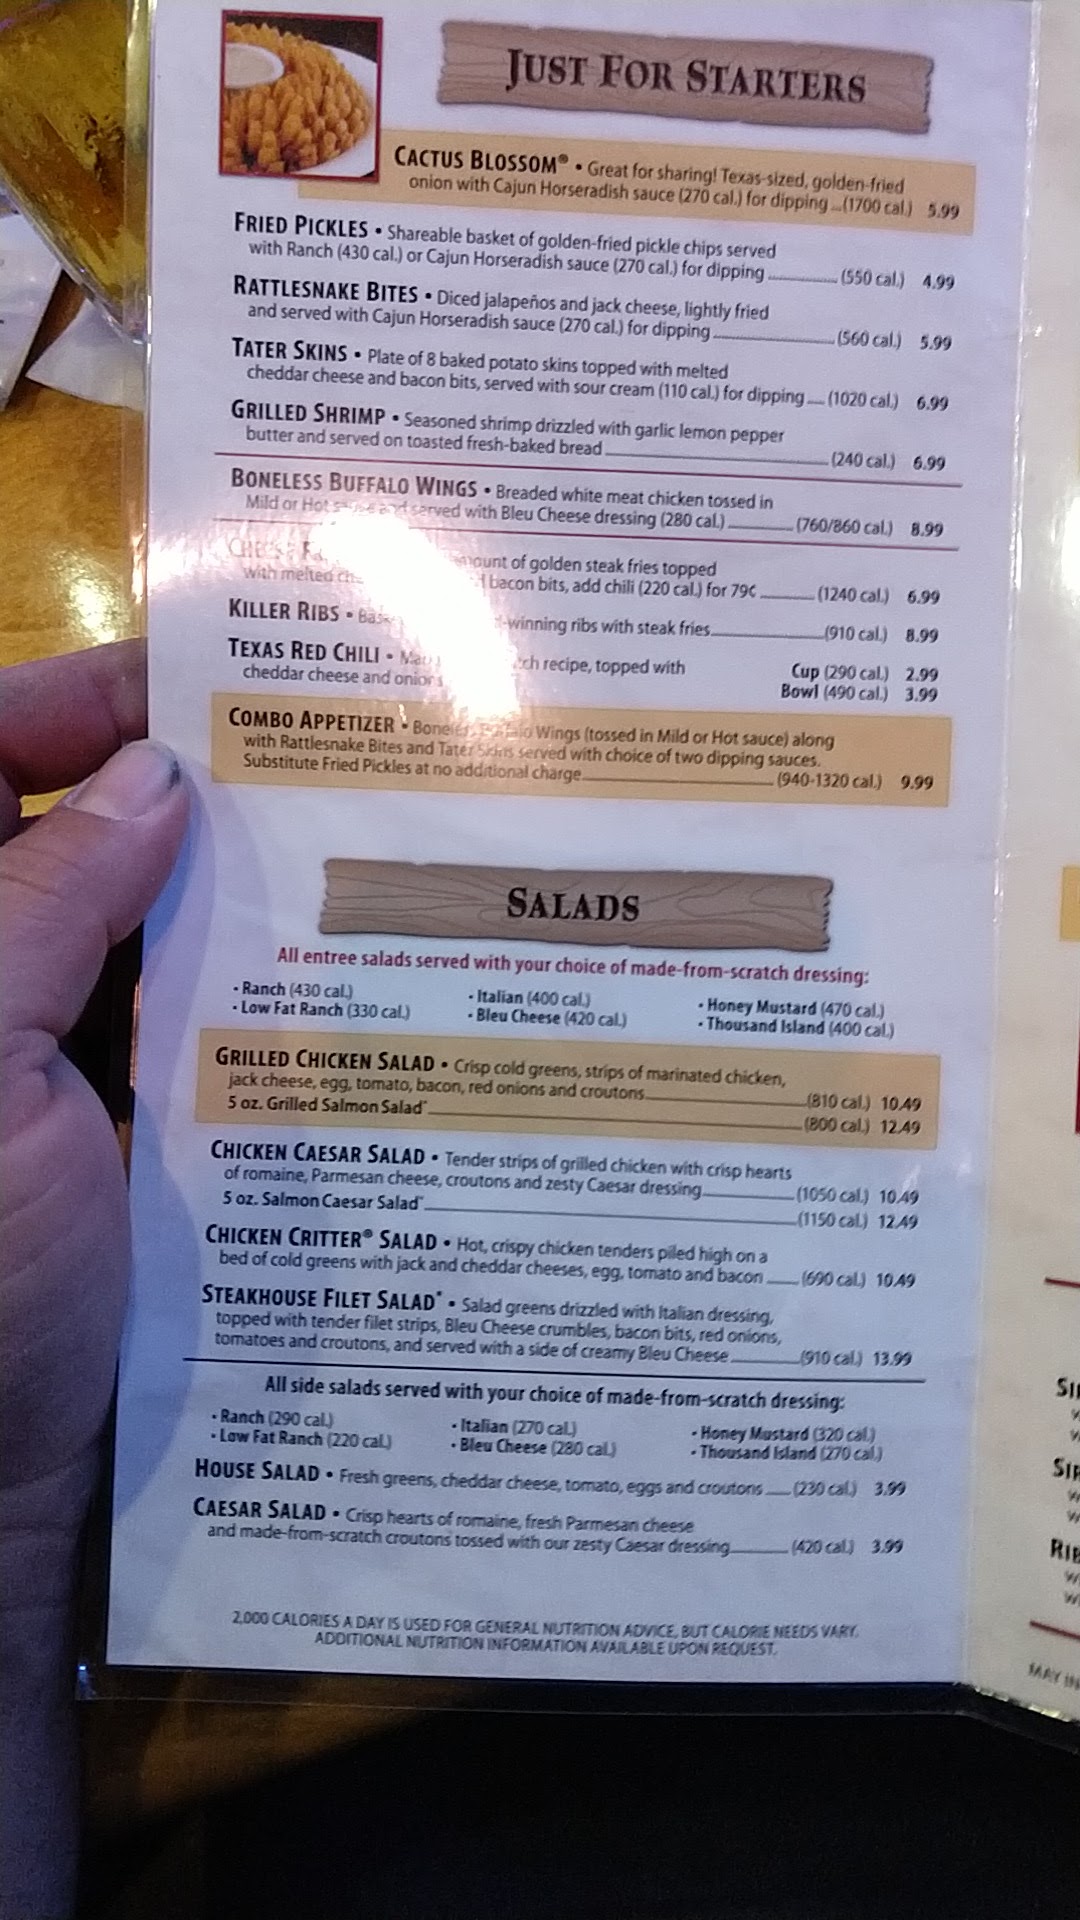 JUST FOR STARTERS
CACTUS BLOSSOM® • Great for sharing! Texas-sized, golden-fried
onion with Cajun Horseradish sauce (270 cal.) for dipping ...(1700 cal.) 5.99
FRIED PICKLES • Shareable basket of golden-fried pickle chips served
with Ranch (430 cal.) or Cajun Horseradish sauce (270 cal.) for dipping (550 cal.) 4.99
RATTLESNAKE BITES • Diced jalapeños and jack cheese, lightly fried
and served with Cajun Horseradish sauce (270 cal.) for dipping (560 cal.) 5.99
TATER SKINS • Plate of 8 baked potato skins topped with melted
cheddar cheese and bacon bits, served with sour cream (110 cal.) for dipping (1020 cal.) 6.99
GRILLED SHRIMP • Seasoned shrimp drizzled with garlic lemon pepper
butter and served on toasted fresh-baked bread (240 cal.) 6.99
BONELESS BUFFALO WINGS • Breaded white meat chicken tossed in
Mild or Hot sauce and served with Bleu Cheese dressing (280 cal.) (760/860 cal.) 8.99
of golden steak fries topped
with melted bacon bits, add chili (220 cal.) for 79¢ (1240 cal.) 6.99
KILLER RIBS • -winning ribs with steak fries (910 cal.) 8.99
TEXAS RED CHILI • recipe, topped with Cup (290 cal.) 2.99
cheddar cheese and onions Bowl (490 cal.) 3.99
COMBO APPETIZER • Boneless Buffalo Wings (tossed in Mild or Hot sauce) along
with Rattlesnake Bites and Tater Skins served with choice of two dipping sauces.
Substitute Fried Pickles at no additional charge (940-1320 cal.) 9.99
SALADS
All entree salads served with your choice of made-from-scratch dressing:
• Ranch (430 cal.) • Italian (400 cal.) • Honey Mustard (470 cal.)
• Low Fat Ranch (330 cal.) • Bleu Cheese (420 cal.) • Thousand Island (400 cal.)
GRILLED CHICKEN SALAD • Crisp cold greens, strips of marinated chicken,
jack cheese, egg, tomato, bacon, red onions and croutons (810 cal.) 10.49
5 oz. Grilled Salmon Salad* (800 cal.) 12.49
CHICKEN CAESAR SALAD • Tender strips of grilled chicken with crisp hearts
of romaine, Parmesan cheese, croutons and zesty Caesar dressing (1050 cal.) 10.49
5 oz. Salmon Caesar Salad* (1150 cal.) 12.49
CHICKEN CRITTER® SALAD • Hot, crispy chicken tenders piled high on a
bed of cold greens with jack and cheddar cheeses, egg, tomato and bacon (690 cal.) 10.49
STEAKHOUSE FILET SALAD* • Salad greens drizzled with Italian dressing,
topped with tender filet strips, Bleu Cheese crumbles, bacon bits, red onions,
tomatoes and croutons, and served with a side of creamy Bleu Cheese (910 cal.) 13.99
All side salads served with your choice of made-from-scratch dressing:
• Ranch (290 cal.) • Italian (270 cal.) • Honey Mustard (320 cal.)
• Low Fat Ranch (220 cal.) • Bleu Cheese (280 cal.) • Thousand Island (270 cal.)
HOUSE SALAD • Fresh greens, cheddar cheese, tomato, eggs and croutons (230 cal.) 3.99
CAESAR SALAD • Crisp hearts of romaine, fresh Parmesan cheese
and made-from-scratch croutons tossed with our zesty Caesar dressing (420 cal.) 3.99
2,000 CALORIES A DAY IS USED FOR GENERAL NUTRITION ADVICE, BUT CALORIE NEEDS VARY.
ADDITIONAL NUTRITION INFORMATION AVAILABLE UPON REQUEST.
MAY